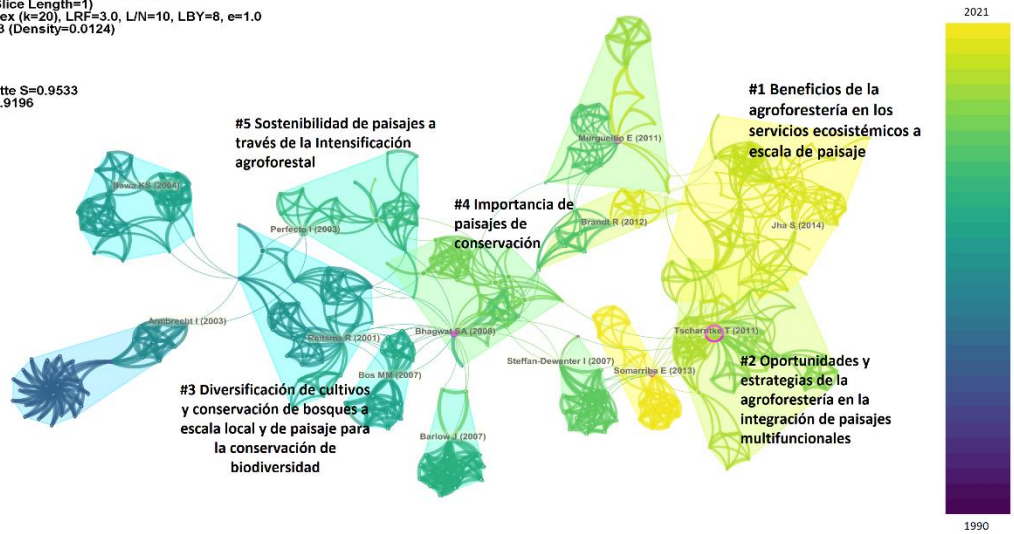 Slice Length=1)
ex (k=20), LRF=3.0, L/N=10, LBY=8, e=1.0
3 (Density=0.0124)
tte S=0.9533
.9196
2021
#1 Beneficios de la
agroforestería en los
servicios ecosistémicos a
escala de paisaje
#5 Sostenibilidad de paisajes a
través de la Intensificación
agroforestal
Murgueitio E (2011)
Bawa KS (2004)
#4 Importancia de
paisajes de
conservación
Perfecto I (2003)
Brandt R (2012)
Jha S (2014)
Armbrecht I (2003)
Reitsma R (2001)
Bhagwat SA (2008)
Tscharntke T (2011)
Bos MM (2007)
Steffan-Dewenter I (2007)
Somarriba E (2013)
#2 Oportunidades y
estrategias de la
agroforestería en la
integración de paisajes
multifuncionales
#3 Diversificación de cultivos
y conservación de bosques a
escala local y de paisaje para
la conservación de
biodiversidad
Barlow J (2007)
1990